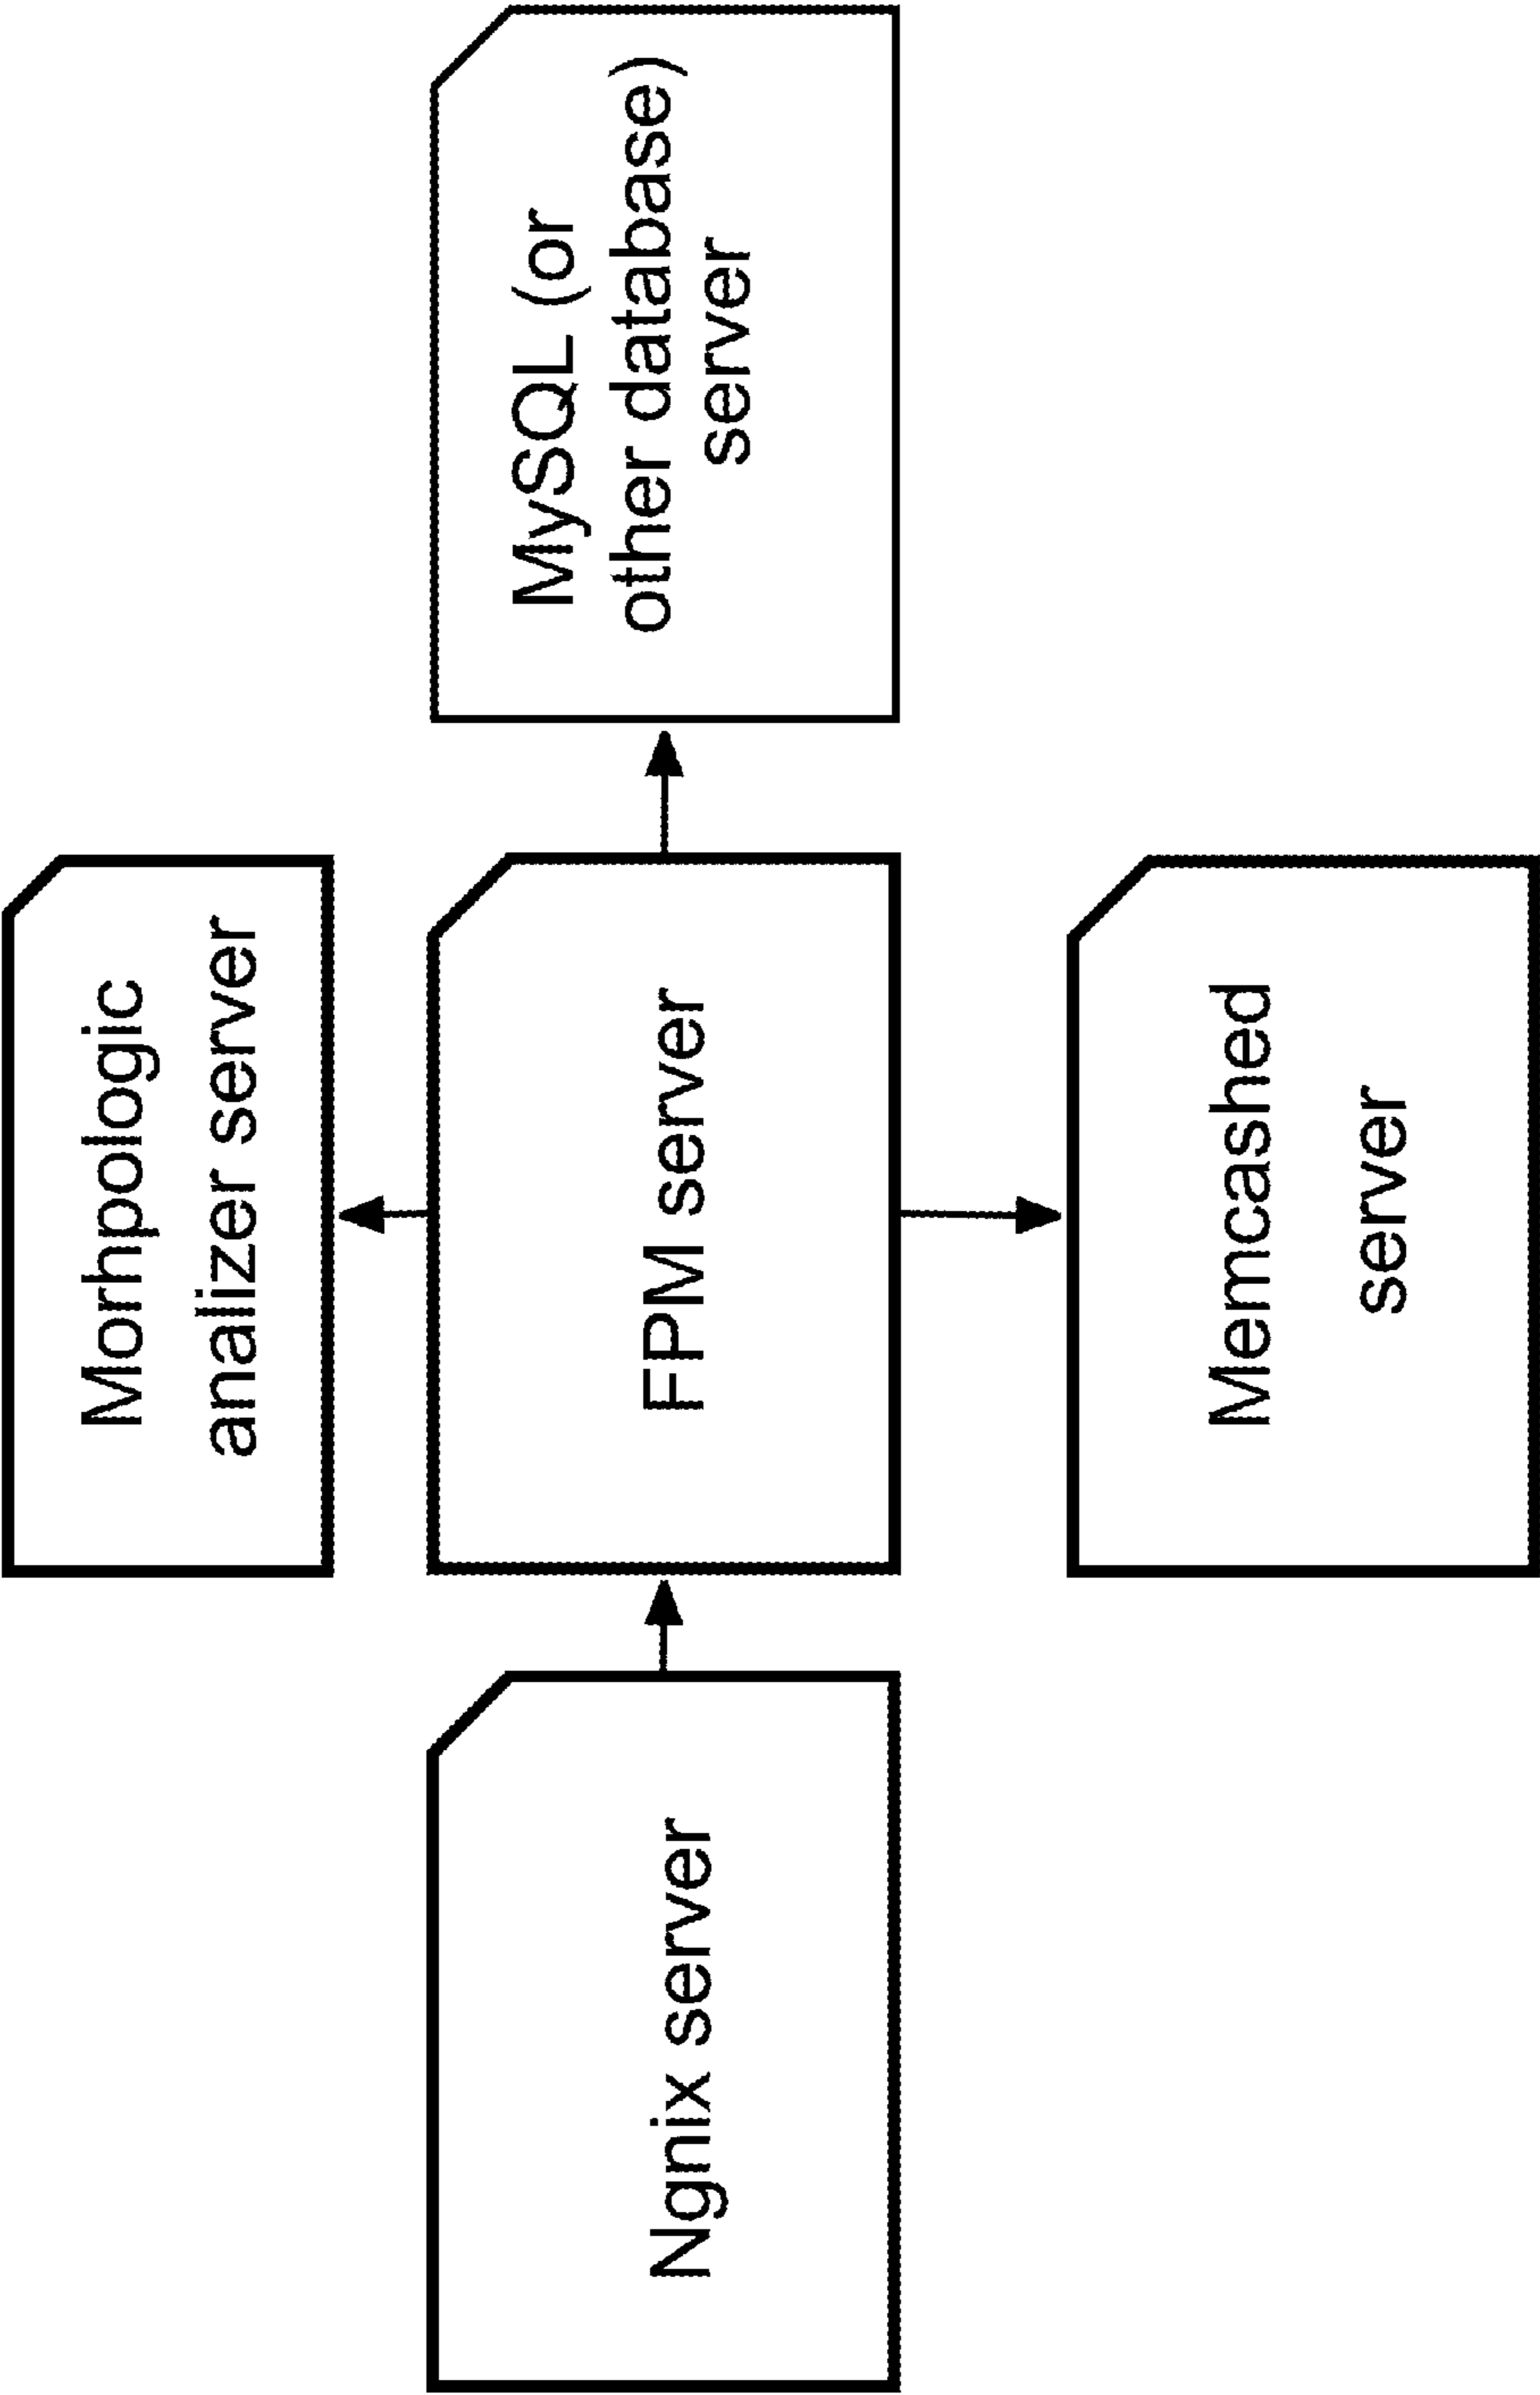 Morhpologic
analizer server
Ngnix server
FPM server
MySQL (or
other database)
server
Memcashed
server